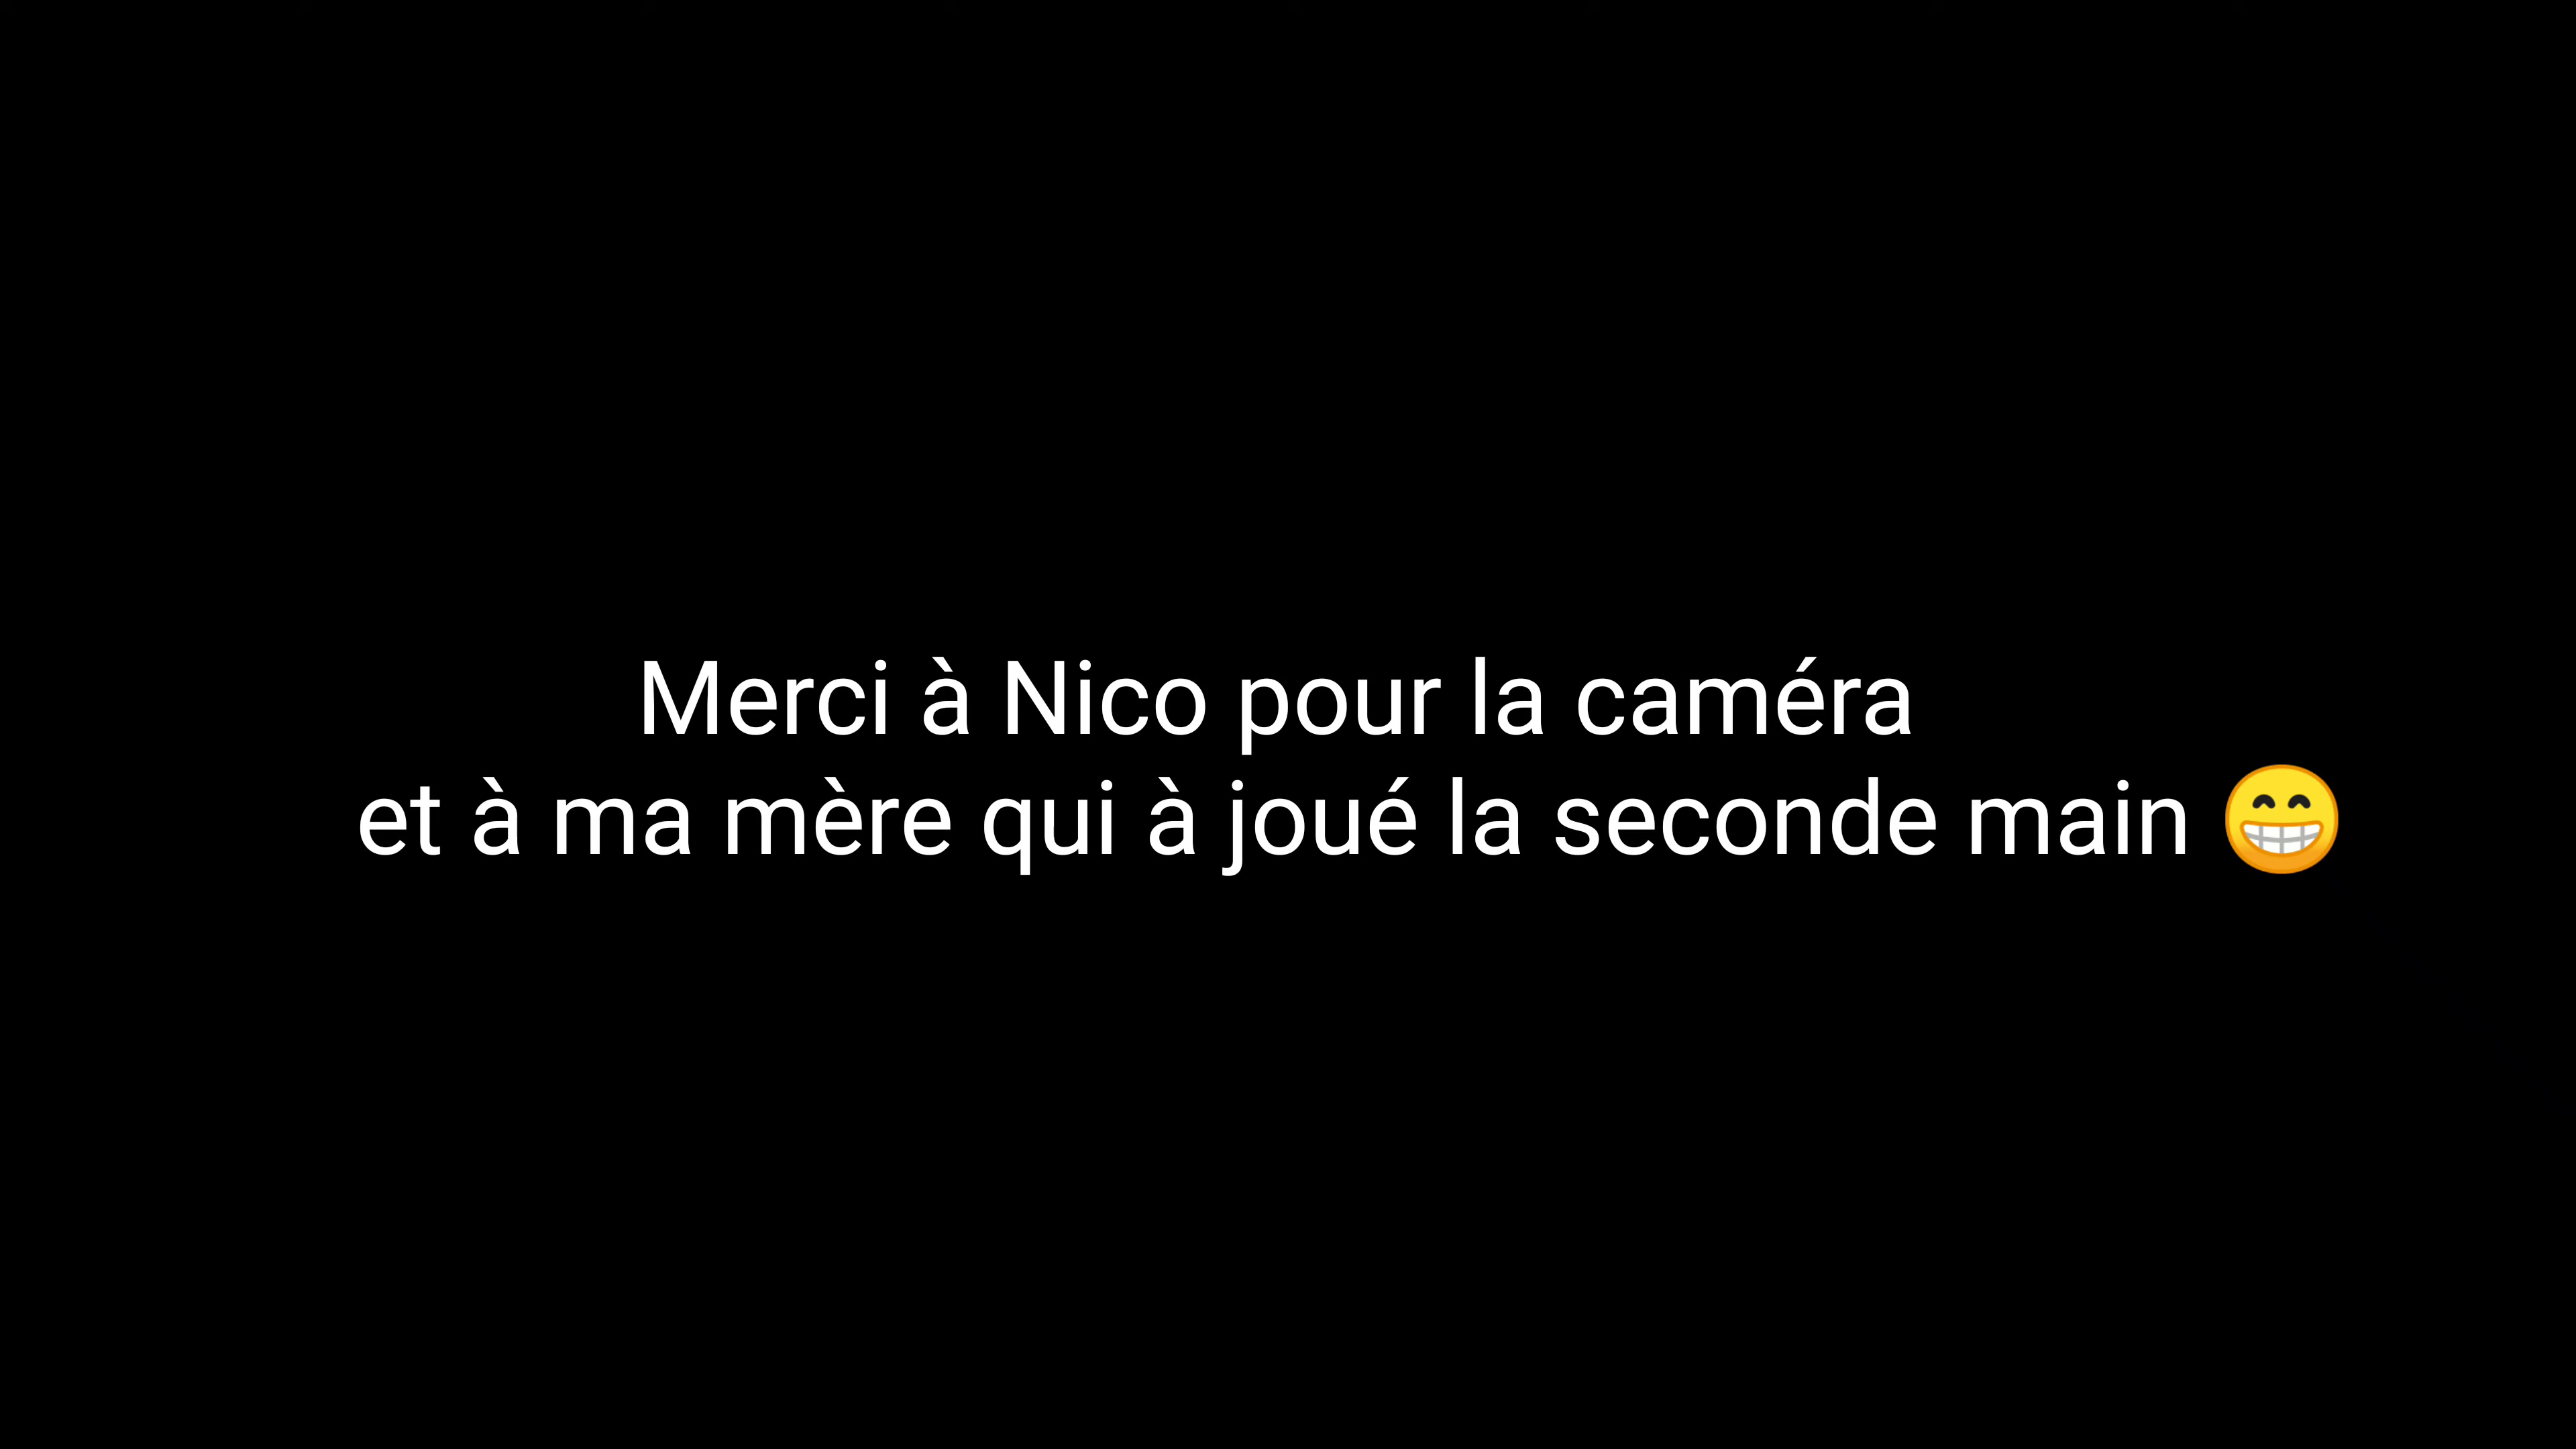 Merci à Nico pour la caméra
et à ma mère qui à joué la seconde main 😁